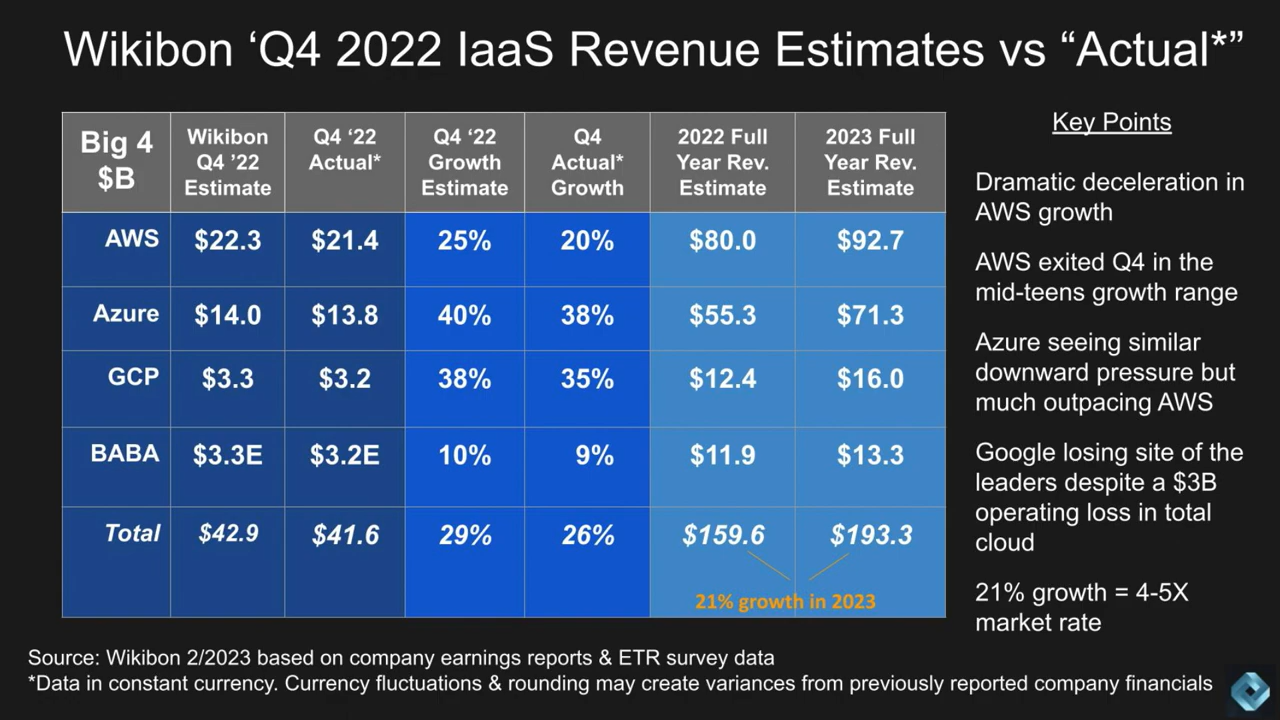 Wikibon ‘Q4 2022 IaaS Revenue Estimates vs “Actual*”
Big 4 $B | Wikibon Q4 ’22 Estimate | Q4 ‘22 Actual* | Q4 ‘22 Growth Estimate | Q4 Actual* Growth | 2022 Full Year Rev. Estimate | 2023 Full Year Rev. Estimate
AWS | $22.3 | $21.4 | 25% | 20% | $80.0 | $92.7
Azure | $14.0 | $13.8 | 40% | 38% | $55.3 | $71.3
GCP | $3.3 | $3.2 | 38% | 35% | $12.4 | $16.0
BABA | $3.3E | $3.2E | 10% | 9% | $11.9 | $13.3
Total | $42.9 | $41.6 | 29% | 26% | $159.6 | $193.3
21% growth in 2023
Key Points
Dramatic deceleration in
AWS growth
AWS exited Q4 in the
mid-teens growth range
Azure seeing similar
downward pressure but
much outpacing AWS
Google losing site of the
leaders despite a $3B
operating loss in total
cloud
21% growth = 4-5X
market rate
Source: Wikibon 2/2023 based on company earnings reports & ETR survey data
*Data in constant currency. Currency fluctuations & rounding may create variances from previously reported company financials